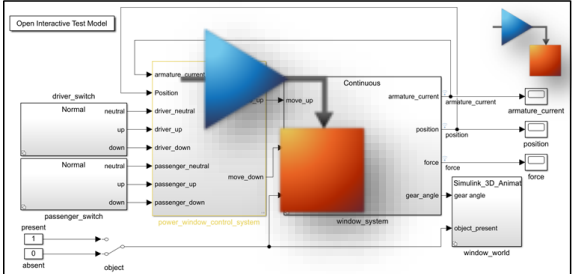 Open Interactive Test Model
driver_switch
Normal
neutral
up
down
Normal
neutral
up
down
passenger_switch
present
1
0
absent
object
armature_current
Position
driver_neutral
driver_up
driver_down
passenger_neutral
passenger_up
passenger_down
move_down
power_window_control_system
Continuous
move_up
armature_current
position
force
gear_angle
window_system
armature_current
position
force
armature_current
position
force
Simulink_3D_Animat
gear angle
object_present
window_world